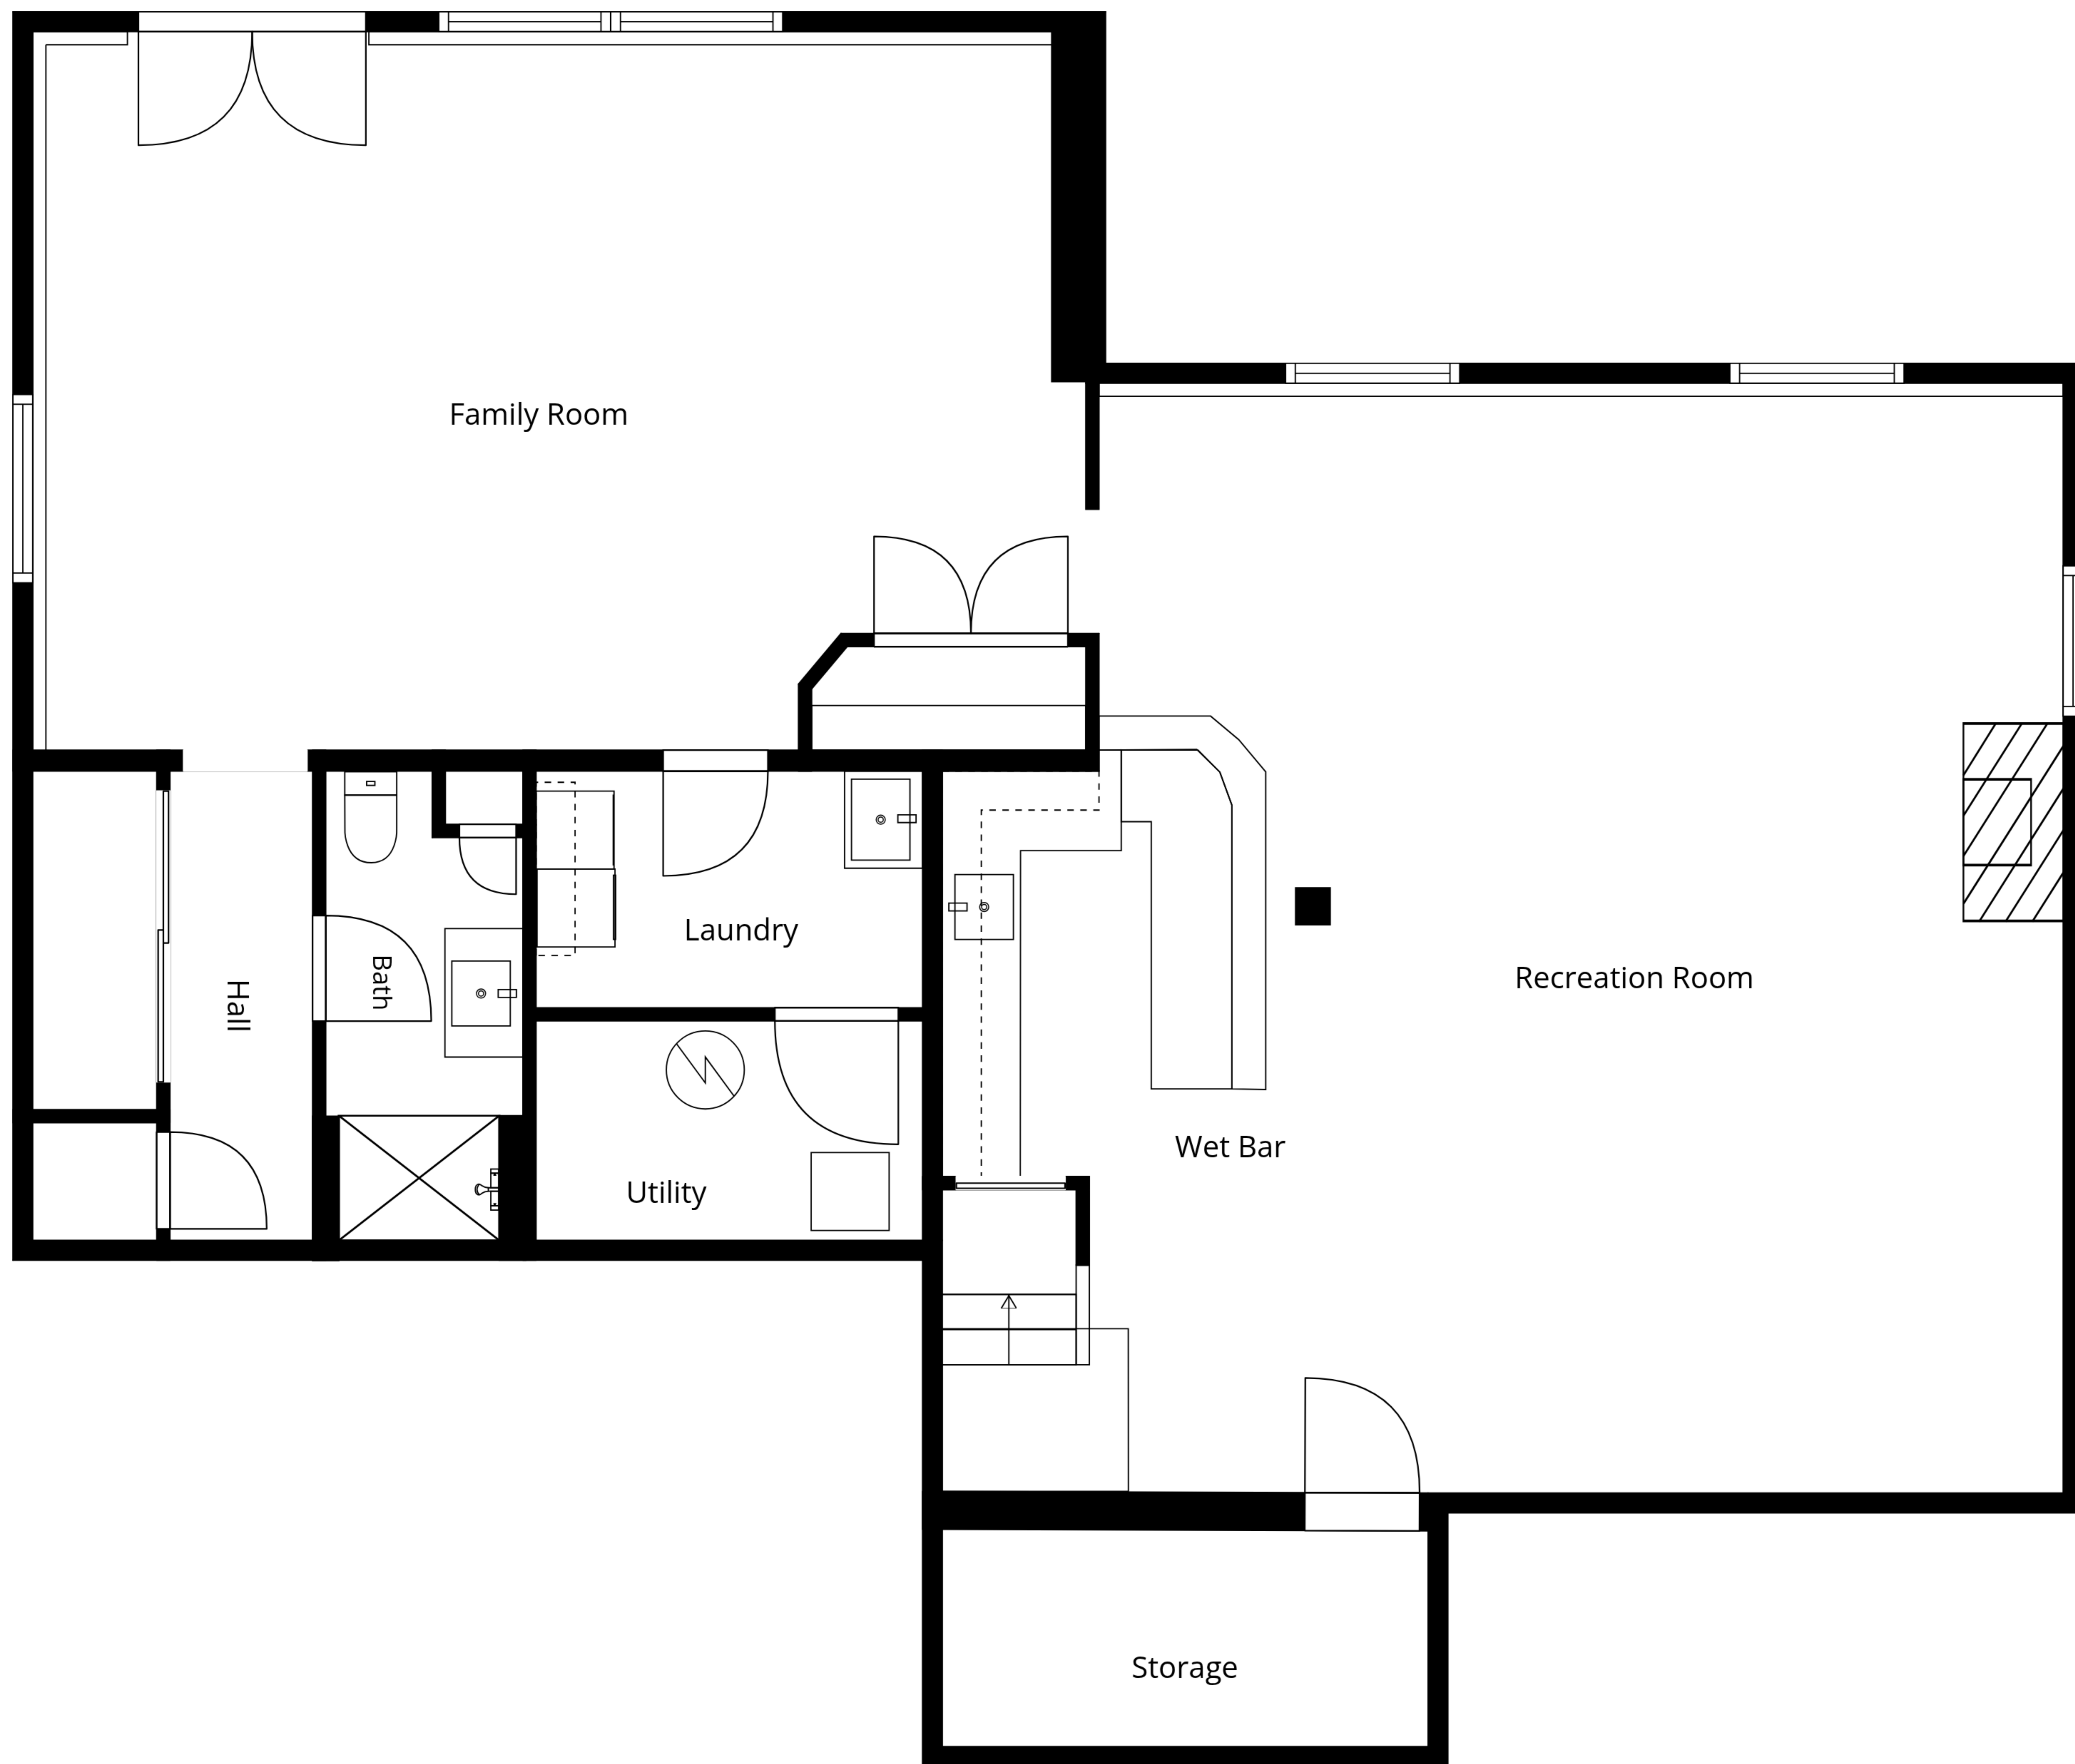 Family Room
Laundry
Bath
Hall
Recreation Room
Wet Bar
Utility
Storage